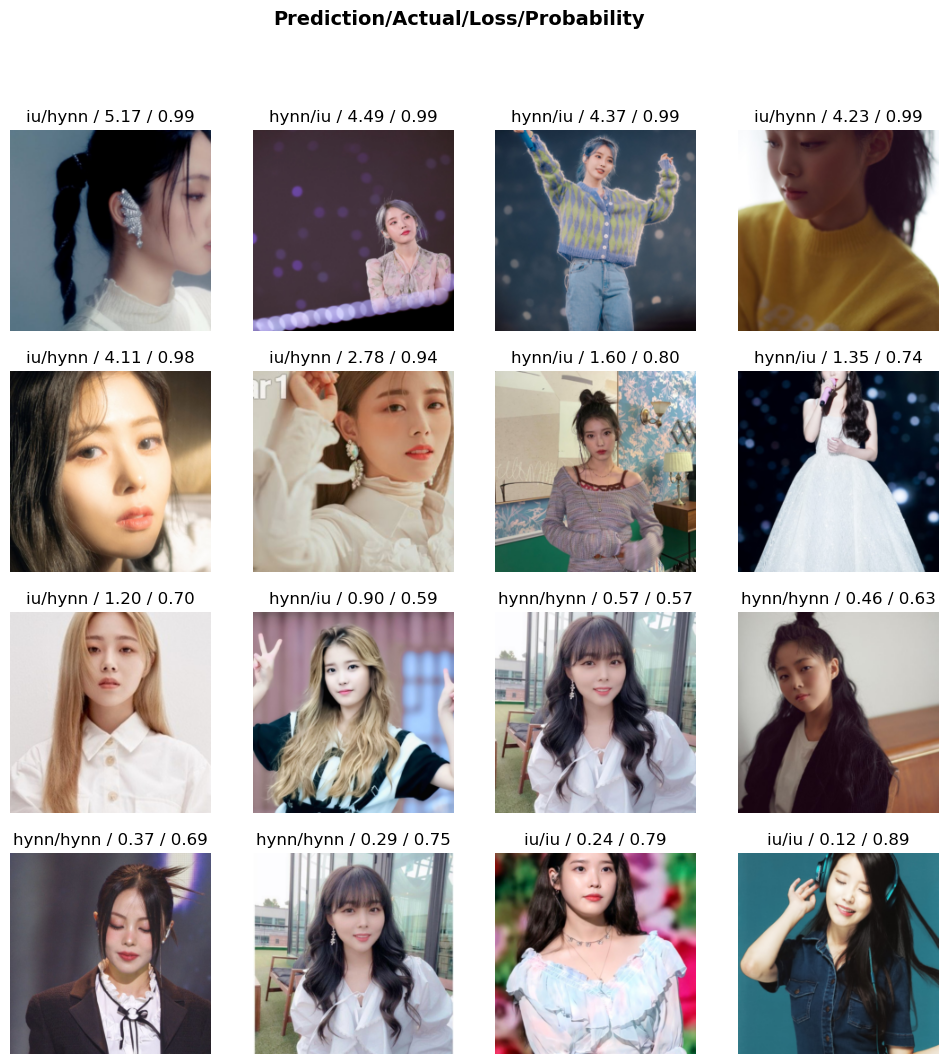 Prediction/Actual/Loss/Probability
iu/hynn / 5.17 / 0.99
hynn/iu / 4.49 / 0.99
hynn/iu / 4.37 / 0.99
iu/hynn / 4.23 / 0.99
iu/hynn / 4.11 / 0.98
iu/hynn / 2.78 / 0.94
hynn/iu / 1.60 / 0.80
hynn/iu / 1.35 / 0.74
ar1
iu/hynn / 1.20 / 0.70
hynn/iu / 0.90 / 0.59
hynn/hynn / 0.57 / 0.57
hynn/hynn / 0.46 / 0.63
hynn/hynn / 0.37 / 0.69
hynn/hynn / 0.29 / 0.75
iu/iu / 0.24 / 0.79
iu/iu / 0.12 / 0.89